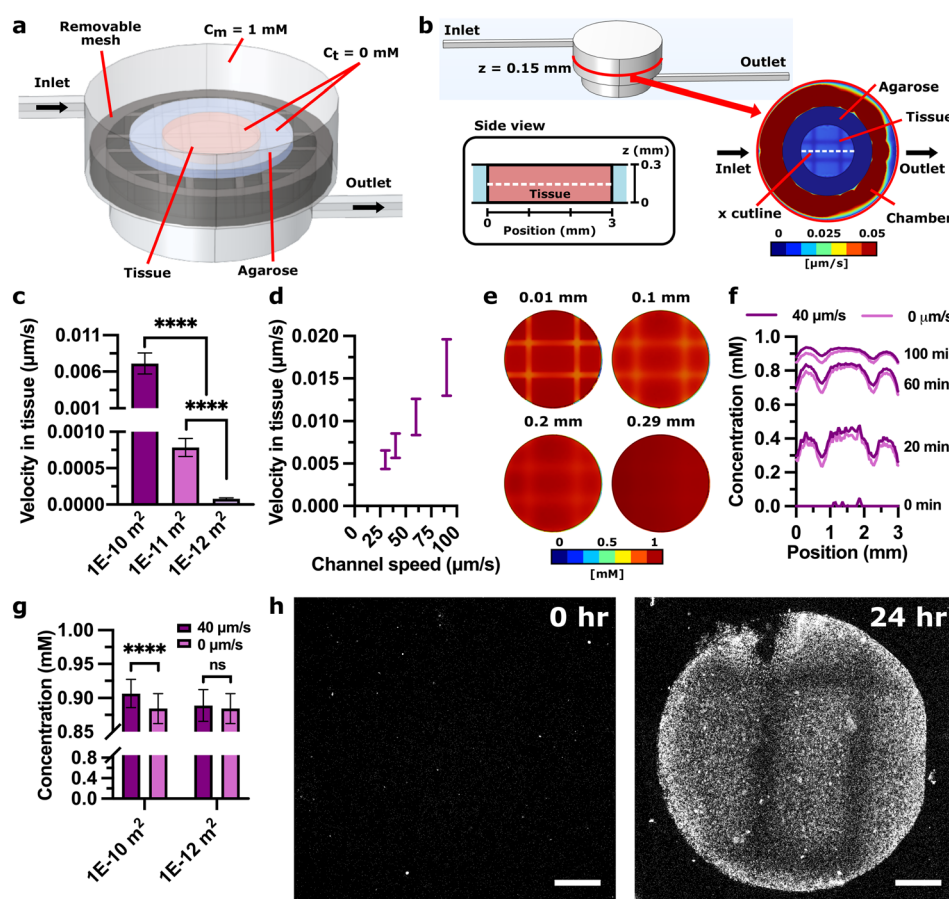 a
Removable
mesh
Cm = 1 mM
Ct = 0 mM
Inlet
Outlet
Tissue
Agarose
b
Inlet
z = 0.15 mm
Outlet
Side view
z (mm)
0.3
Tissue
0
0
3
Position (mm)
Agarose
Tissue
Inlet
Outlet
x cutline
Chamber
0 0.025 0.05
[µm/s]
c
Velocity in tissue (µm/s)
0.011
0.006
0.001
0.0010
0.0005
0.0000
****
****
1E-10 m²
1E-11 m²
1E-12 m²
d
Velocity in tissue (µm/s)
0.020
0.015
0.010
0.005
0.000
0
25
50
75
100
Channel speed (µm/s)
e
0.01 mm
0.1 mm
0.2 mm
0.29 mm
0 0.5 1
[mM]
f
40 µm/s
0 µm/s
Concentration (mM)
1.0
0.8
0.6
0.4
0.2
0.0
100 min
60 min
20 min
0 min
0 1 2 3
Position (mm)
g
Concentration (mM)
40 µm/s
0 µm/s
1.00
0.95
0.90
0.85
0.8
0.4
0.0
****
ns
1E-10 m²
1E-12 m²
h
0 hr
24 hr